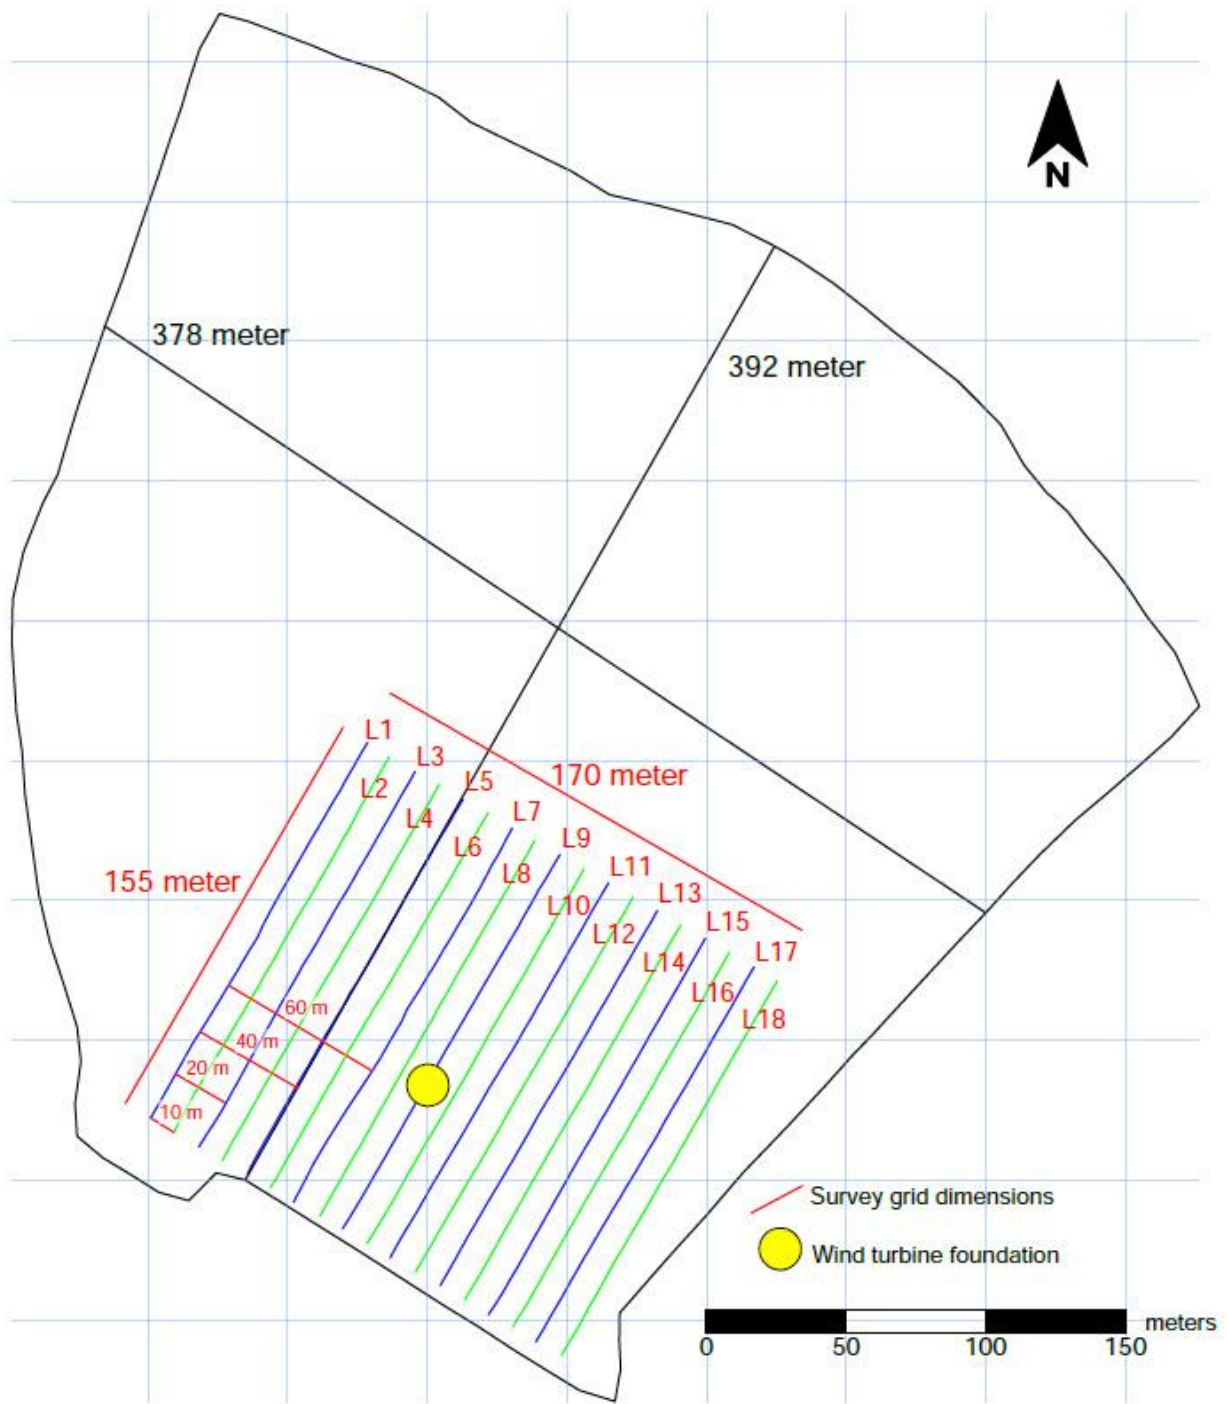 N
378 meter
392 meter
L1
L3
170 meter
L5
L2
L7
L4
L9
L6
L11
L8
155 meter
L13
L10
L15
L12
L17
L14
L16
60 m
L18
40 m
20 m
10 m
Survey grid dimensions
Wind turbine foundation
meters
0 50 100 150